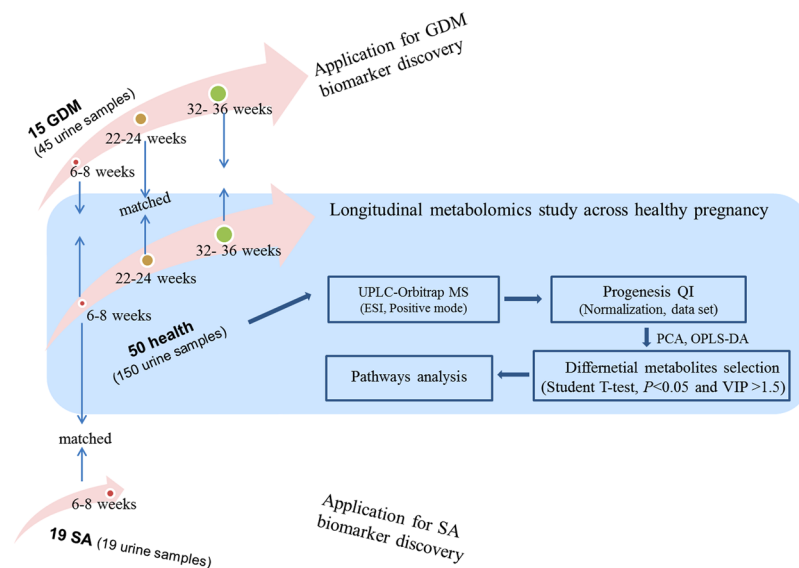 Application for GDM
biomarker discovery
15 GDM
(45 urine samples)
32- 36 weeks
22-24 weeks
6-8 weeks
matched
Longitudinal metabolomics study across healthy pregnancy
32- 36 weeks
22-24 weeks
6-8 weeks
50 health
(150 urine samples)
UPLC-Orbitrap MS
(ESI, Positive mode)
Progenesis QI
(Normalization, data set)
PCA, OPLS-DA
Differnetial metabolites selection
(Student T-test, P<0.05 and VIP >1.5)
Pathways analysis
matched
6-8 weeks
19 SA (19 urine samples)
Application for SA
biomarker discovery